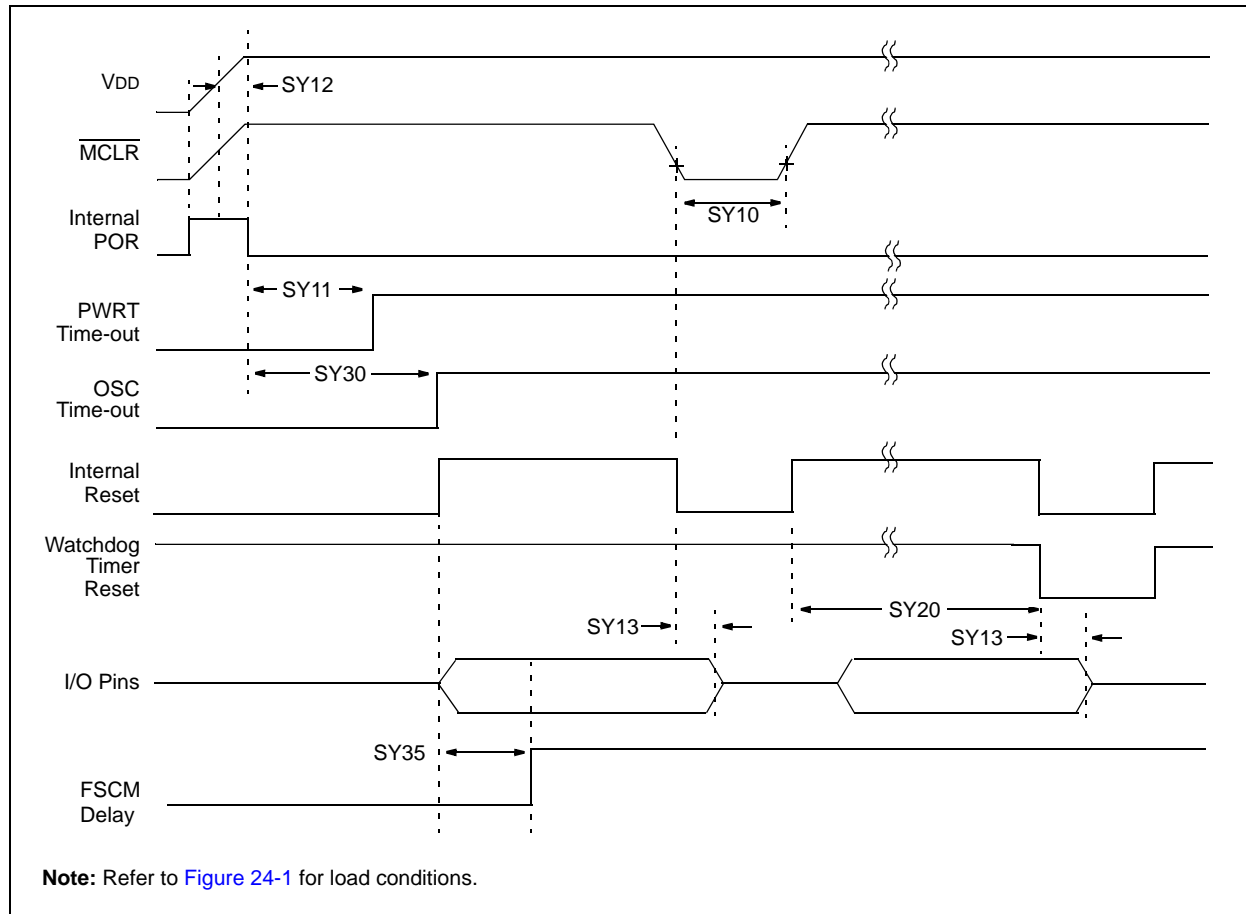 VDD
SY12
MCLR
SY10
Internal
POR
SY11
PWRT
Time-out
SY30
OSC
Time-out
Internal
Reset
Watchdog
Timer
Reset
SY20
SY13
SY13
I/O Pins
SY35
FSCM
Delay
Note: Refer to Figure 24-1 for load conditions.